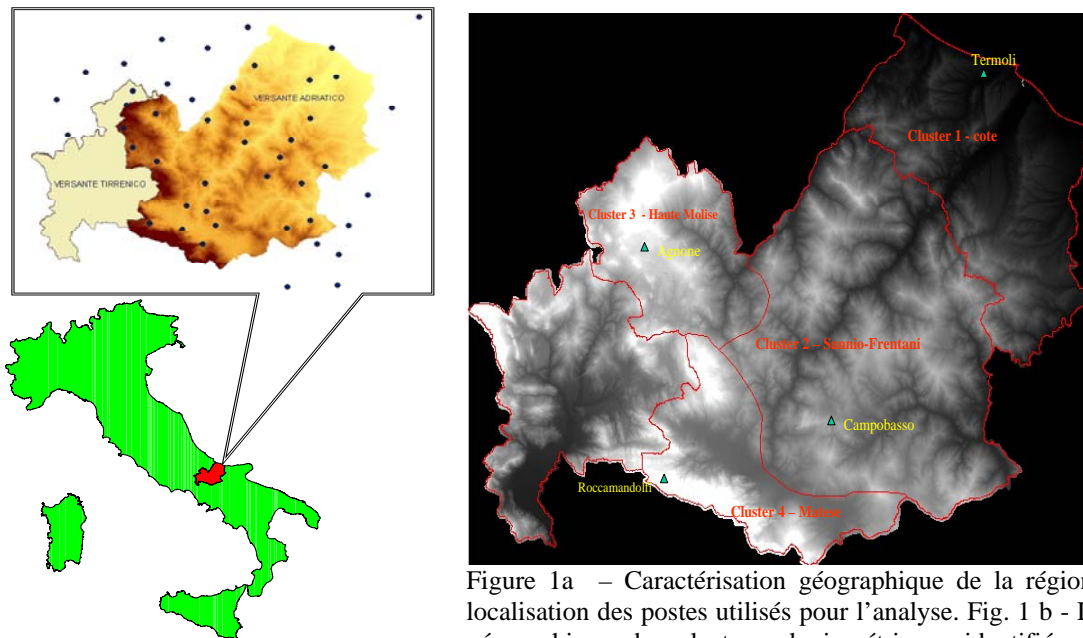 VERSANTE ADRIATICO
VERSANTE TIRRENICO
Termoli
Cluster 1 - cote
Cluster 3 - Haute Molise
Agnone
Cluster 2 – Sannio-Frentani
Campobasso
Roccamandolfi
Cluster 4 – Matese
Figure 1a – Caractérisation géographique de la région
localisation des postes utilisés pour l’analyse. Fig. 1 b -